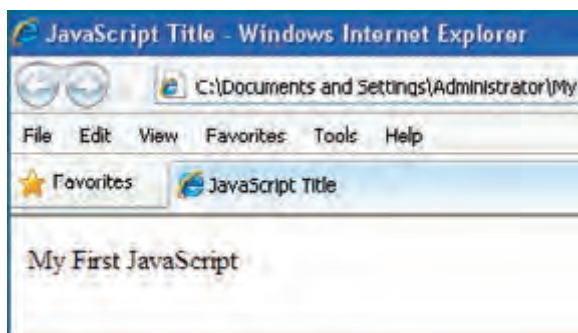 JavaScript Title - Windows Internet Explorer
C:\Documents and Settings\Administrator\My
File Edit View Favorites Tools Help
Favorites JavaScript Title
My First JavaScript